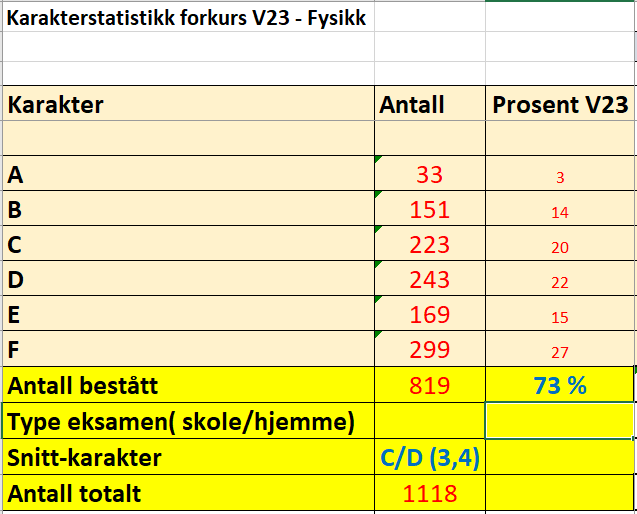 Karakterstatistikk forkurs V23 - Fysikk
Karakter Antall Prosent V23
A 33 3
B 151 14
C 223 20
D 243 22
E 169 15
F 299 27
Antall bestått 819 73 %
Type eksamen( skole/hjemme)
Snitt-karakter C/D (3,4)
Antall totalt 1118